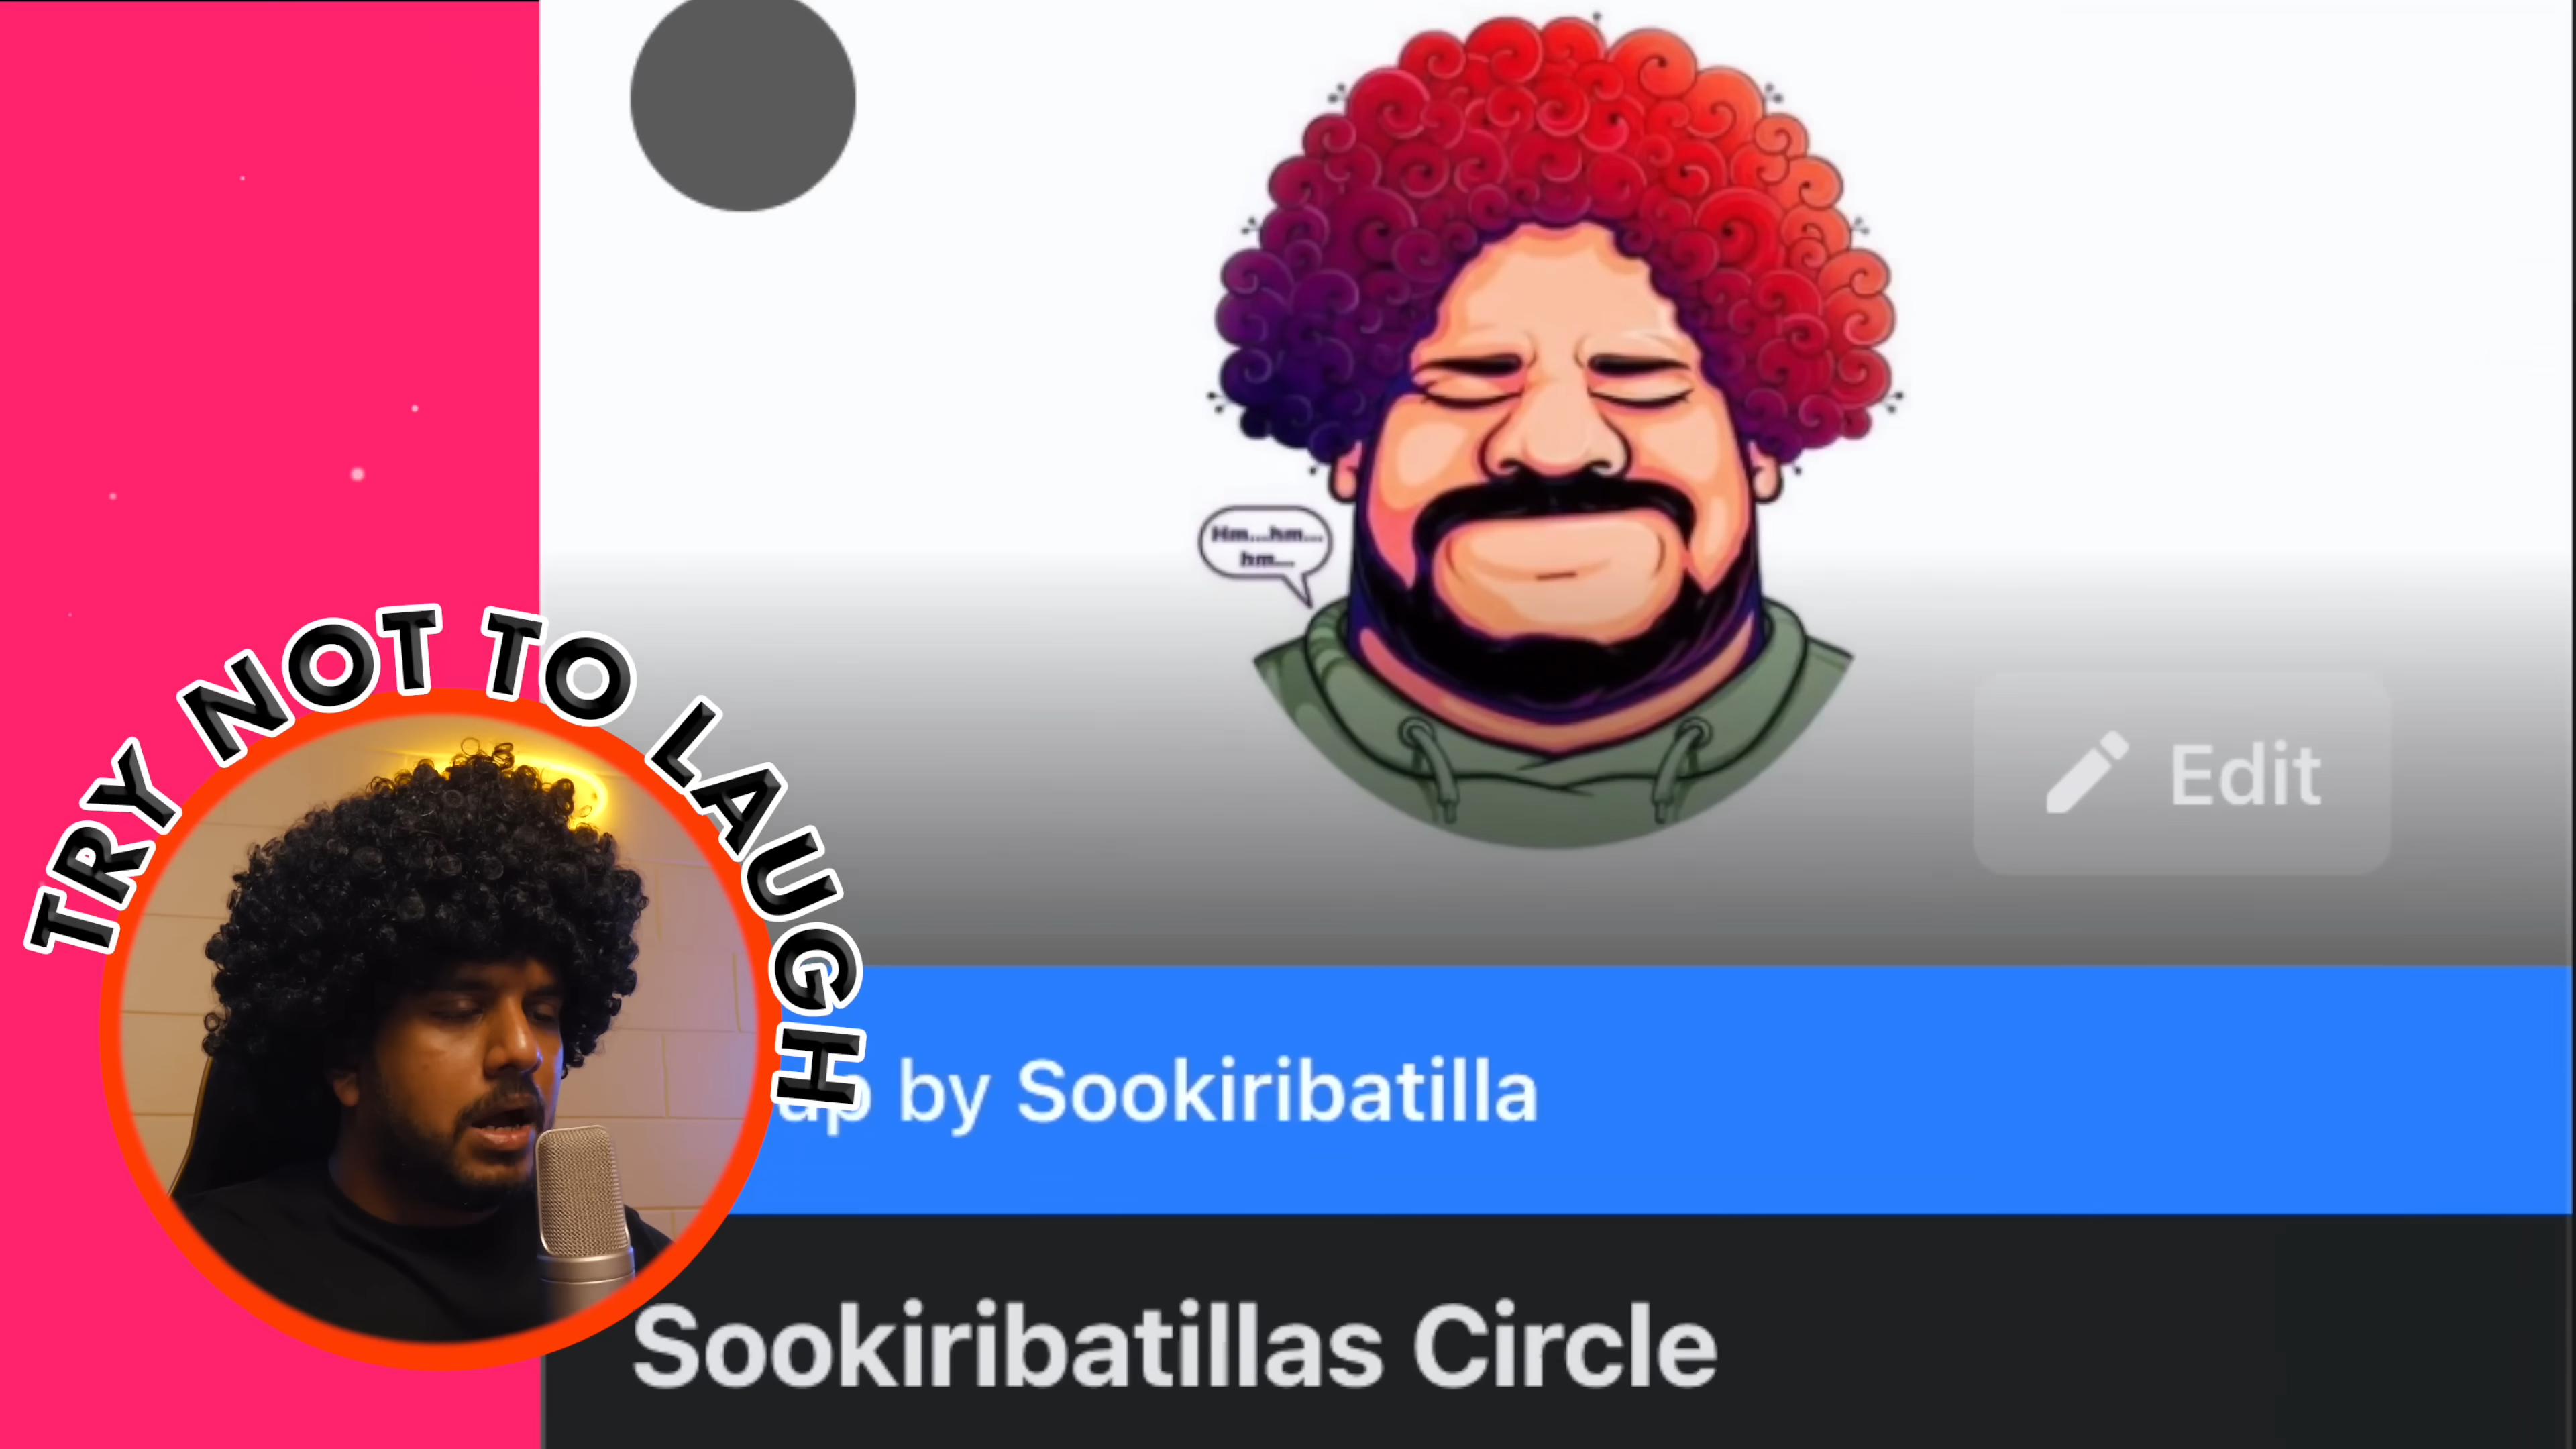 Hm...hm...
hm...
Edit
TRY NOT TO LAUGH
by Sookiribatilla
Sookiribatillas Circle